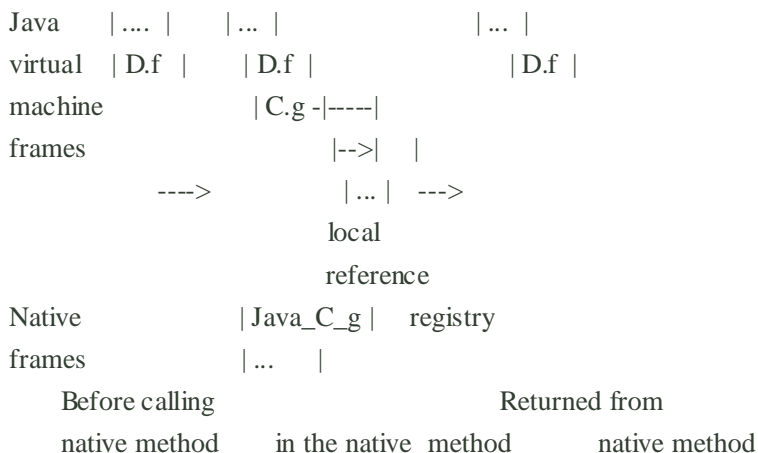 Java | .... | | ... | | ... |
virtual | D.f | | D.f | | D.f |
machine | C.g -|-----|
frames |-->| |
----> | ... | --->
local
reference
Native | Java_C_g | registry
frames | ... |
Before calling Returned from
native method in the native method native method